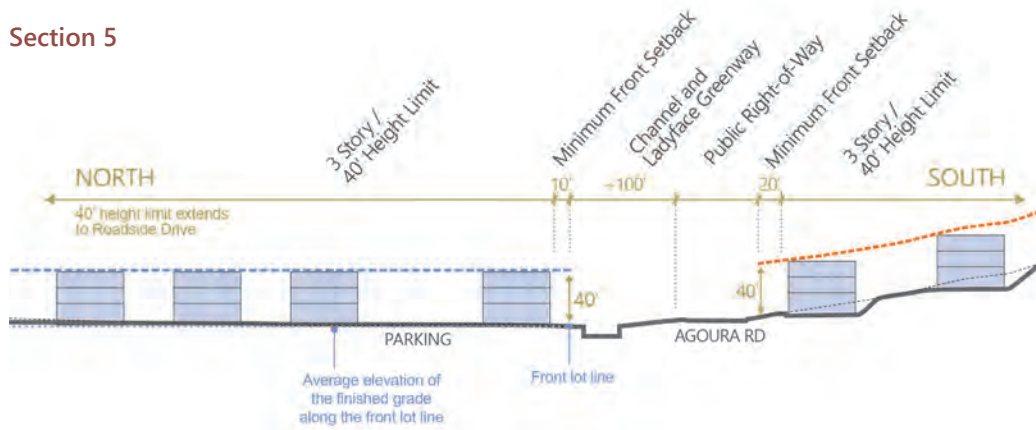 Section 5
3 Story /
40' Height Limit
Minimum Front Setback
Channel and
Ladyface Greenway
Public Right-of-Way
Minimum Front Setback
3 Story /
40' Height Limit
NORTH
10'
~100'
20'
SOUTH
40' height limit extends
to Roadside Drive
40'
40'
PARKING
AGOURA RD
Average elevation of
the finished grade
along the front lot line
Front lot line